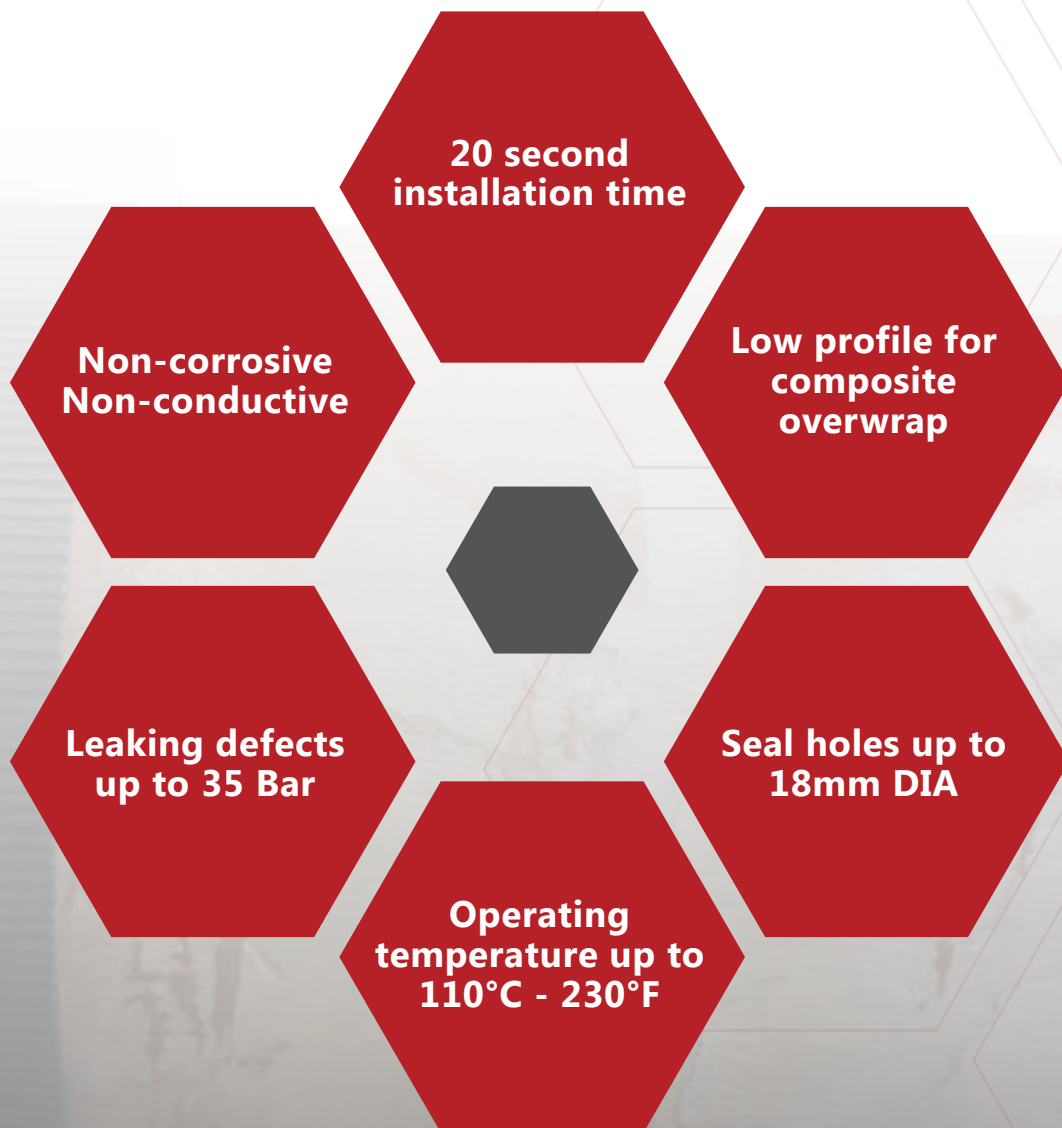 20 second
installation time
Non-corrosive
Non-conductive
Low profile for
composite
overwrap
Leaking defects
up to 35 Bar
Seal holes up to
18mm DIA
Operating
temperature up to
110°C - 230°F